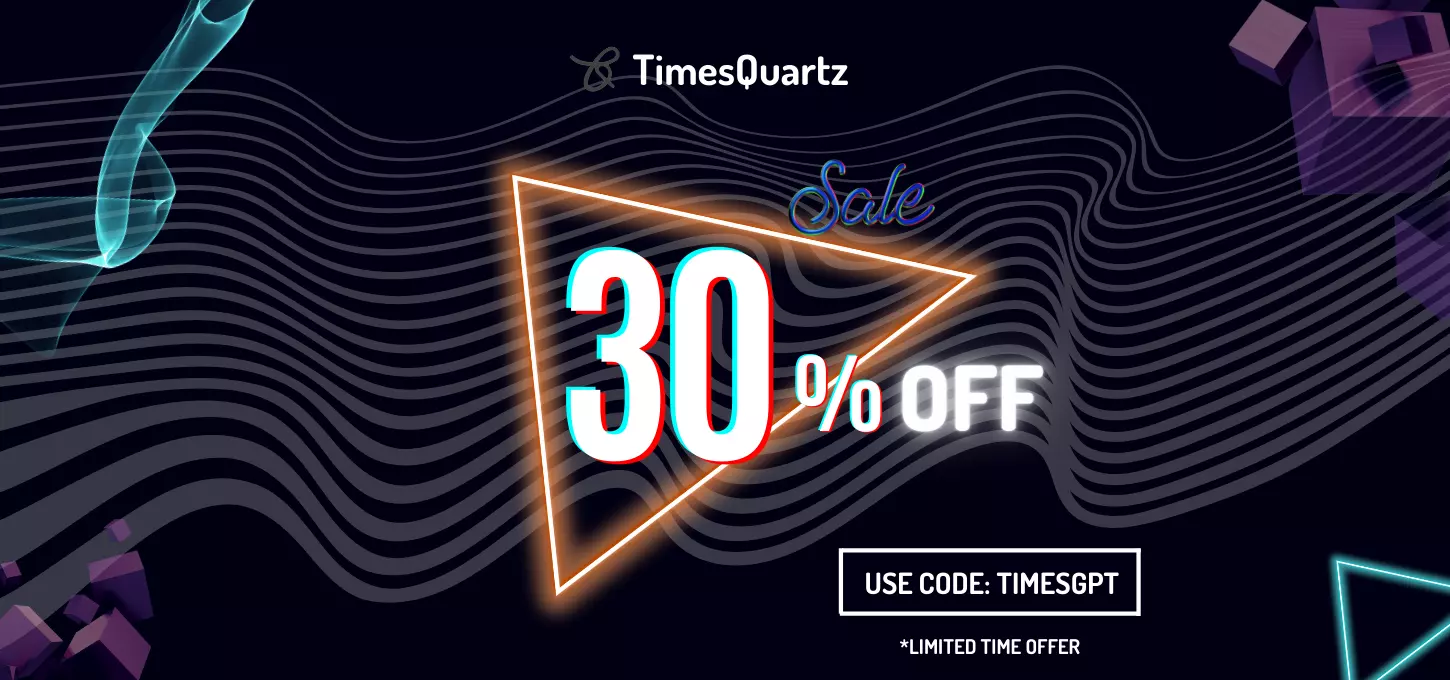 TimesQuartz
Sale
30% OFF
USE CODE: TIMESGPT
*LIMITED TIME OFFER